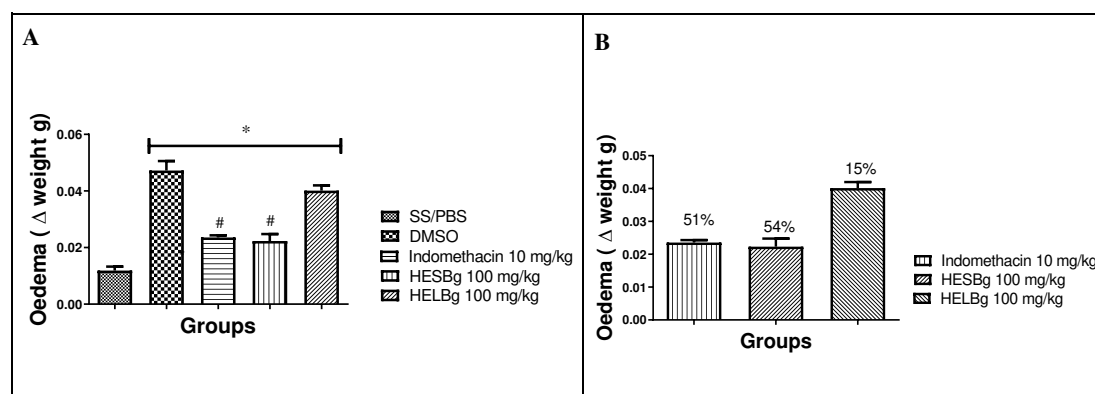 A
*
Oedema ( Δ weight g)
0.06
0.04
0.02
0.00
# #
Groups
SS/PBS
DMSO
Indomethacin 10 mg/kg
HESBg 100 mg/kg
HELBg 100 mg/kg
B
Oedema ( Δ weight g)
0.05
0.04
0.03
0.02
0.01
0.00
51%
54%
15%
Groups
Indomethacin 10 mg/kg
HESBg 100 mg/kg
HELBg 100 mg/kg